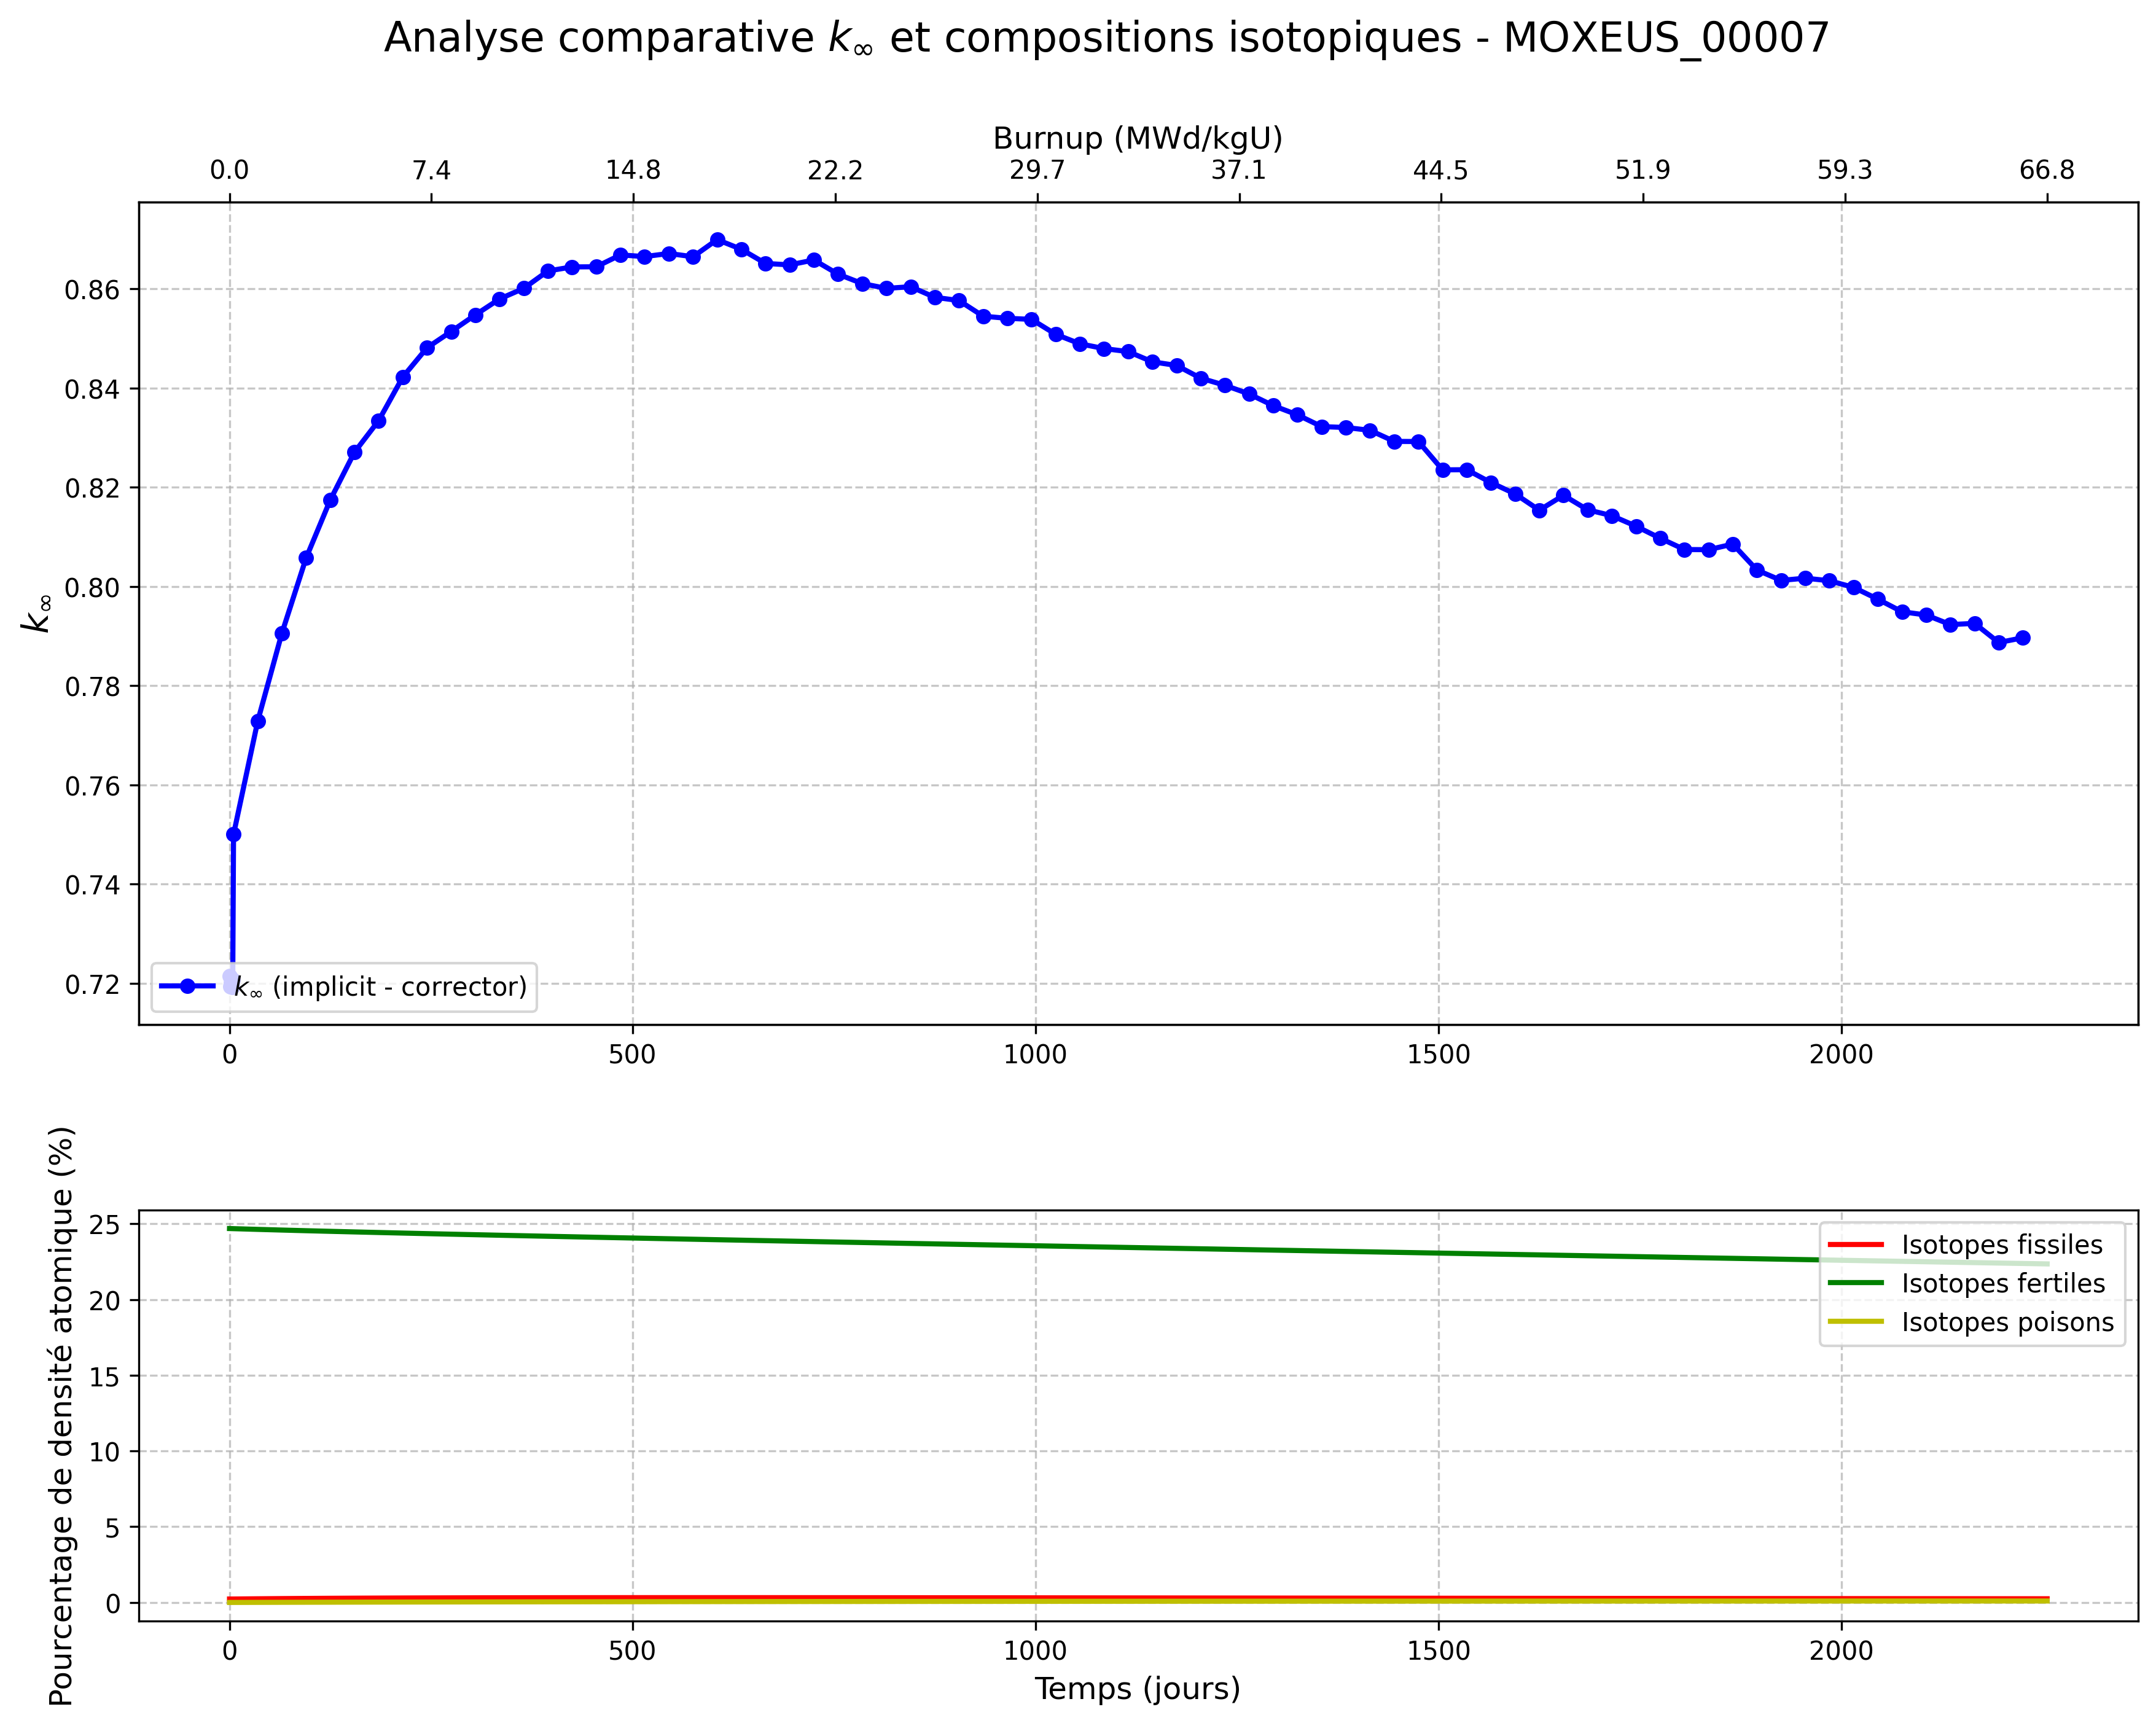 Analyse comparative k∞ et compositions isotopiques - MOXEUS_00007
Burnup (MWd/kgU)
0.0 7.4 14.8 22.2 29.7 37.1 44.5 51.9 59.3 66.8
k∞
0.86
0.84
0.82
0.80
0.78
0.76
0.74
0.72
k∞ (implicit - corrector)
0 500 1000 1500 2000
Pourcentage de densité atomique (%)
25
20
15
10
5
0
Isotopes fissiles
Isotopes fertiles
Isotopes poisons
0 500 1000 1500 2000
Temps (jours)